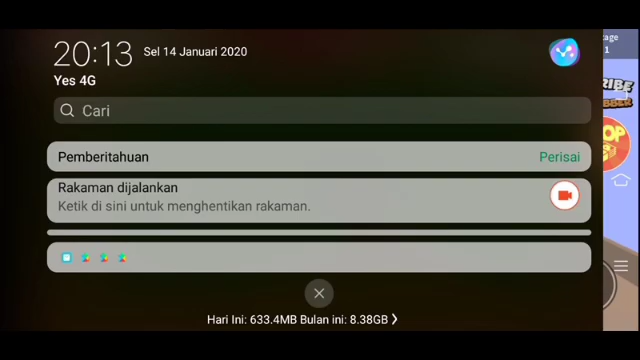 20:13
Sel 14 Januari 2020
Yes 4G
Cari
Pemberitahuan
Perisai
Rakaman dijalankan
Ketik di sini untuk menghentikan rakaman.
Hari Ini: 633.4MB Bulan ini: 8.38GB